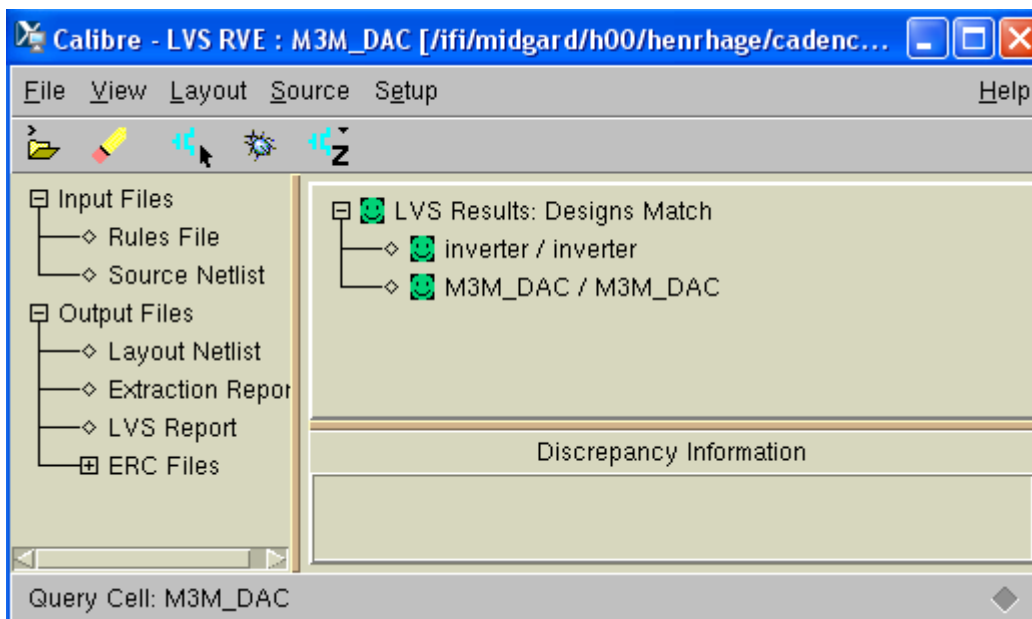 Calibre - LVS RVE : M3M_DAC [/ifi/midgard/h00/henrhage/cadenc...
File View Layout Source Setup Help
Z
Input Files
Rules File
Source Netlist
Output Files
Layout Netlist
Extraction Repor
LVS Report
ERC Files
LVS Results: Designs Match
inverter / inverter
M3M_DAC / M3M_DAC
Discrepancy Information
Query Cell: M3M_DAC